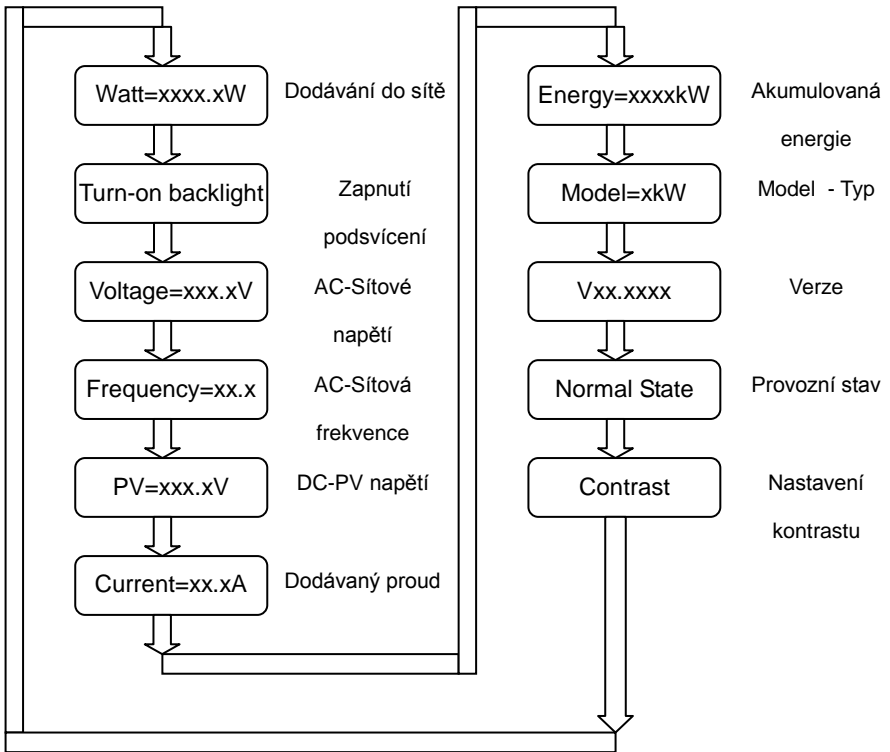 Watt=xxxx.xW
Dodávání do sítě
Turn-on backlight
Zapnutí
podsvícení
Voltage=xxx.xV
AC-Sítové
napětí
Frequency=xx.x
AC-Sítová
frekvence
PV=xxx.xV
DC-PV napětí
Current=xx.xA
Dodávaný proud
Energy=xxxxkW
Akumulovaná
energie
Model=xkW
Model - Typ
Vxx.xxxx
Verze
Normal State
Provozní stav
Contrast
Nastavení
kontrastu